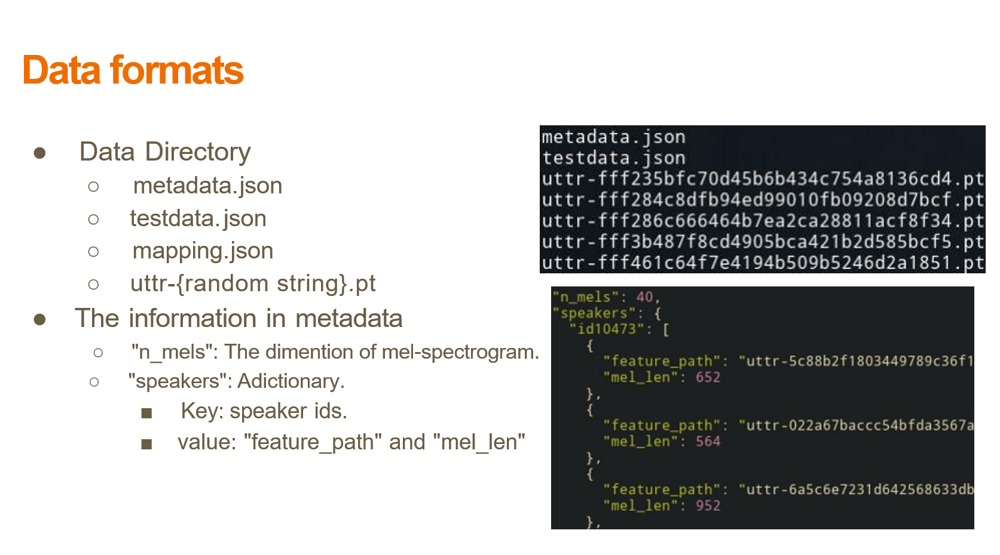 Data formats
● Data Directory
○ metadata.json
○ testdata.json
○ mapping.json
○ uttr-{random string}.pt
● The information in metadata
○ "n_mels": The dimention of mel-spectrogram.
○ "speakers": Adictionary.
■ Key: speaker ids.
■ value: "feature_path" and "mel_len"
metadata.json
testdata.json
uttr-fff235bfc70d45b6b434c754a8136cd4.pt
uttr-fff284c8dfb94ed99010fb09208d7bcf.pt
uttr-fff286c666464b7ea2ca28811acf8f34.pt
uttr-fff3b487f8cd4905bca421b2d585bcf5.pt
uttr-fff461c64f7e4194b509b5246d2a1851.pt
"n_mels": 40,
"speakers": {
"id10473": [
{
"feature_path": "uttr-5c88b2f1803449789c36f1
"mel_len": 652
},
{
"feature_path": "uttr-022a67baccc54bfda3567a
"mel_len": 564
},
{
"feature_path": "uttr-6a5c6e7231d642568633db
"mel_len": 952
},